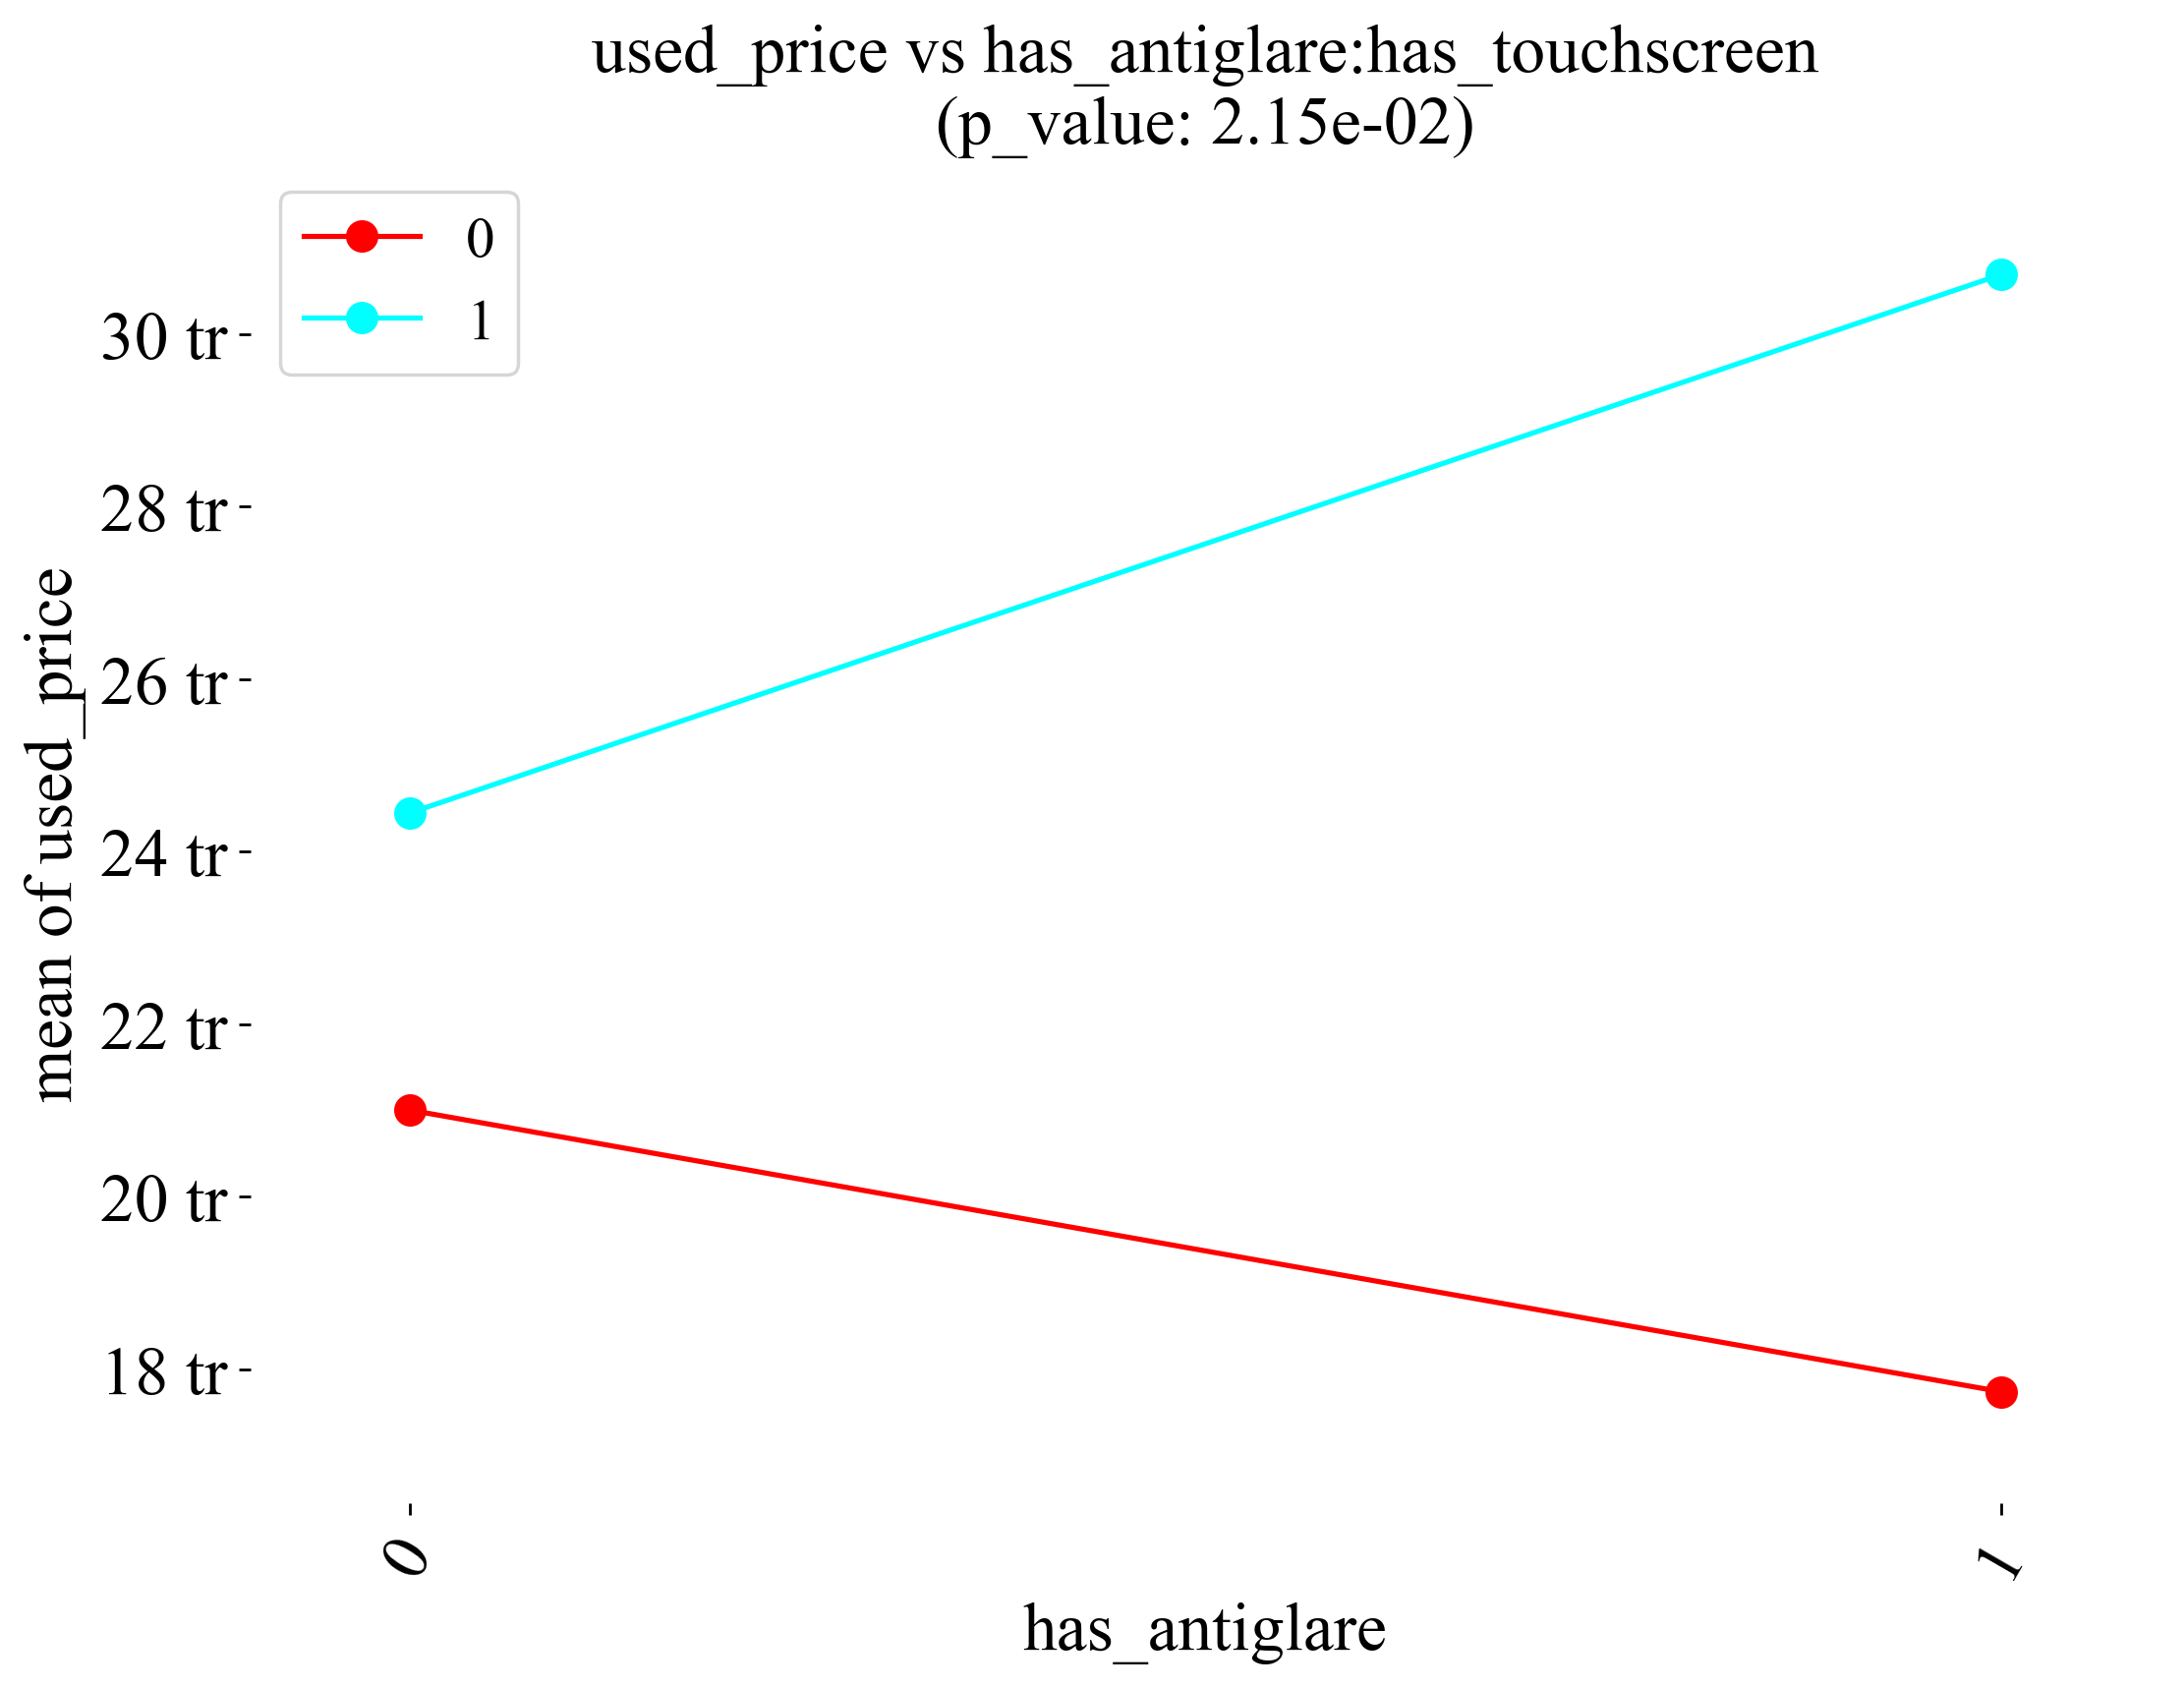 used_price vs has_antiglare:has_touchscreen
(p_value: 2.15e-02)
0
1
30 tr
28 tr
26 tr
24 tr
22 tr
20 tr
18 tr
mean of used_price
0
1
has_antiglare